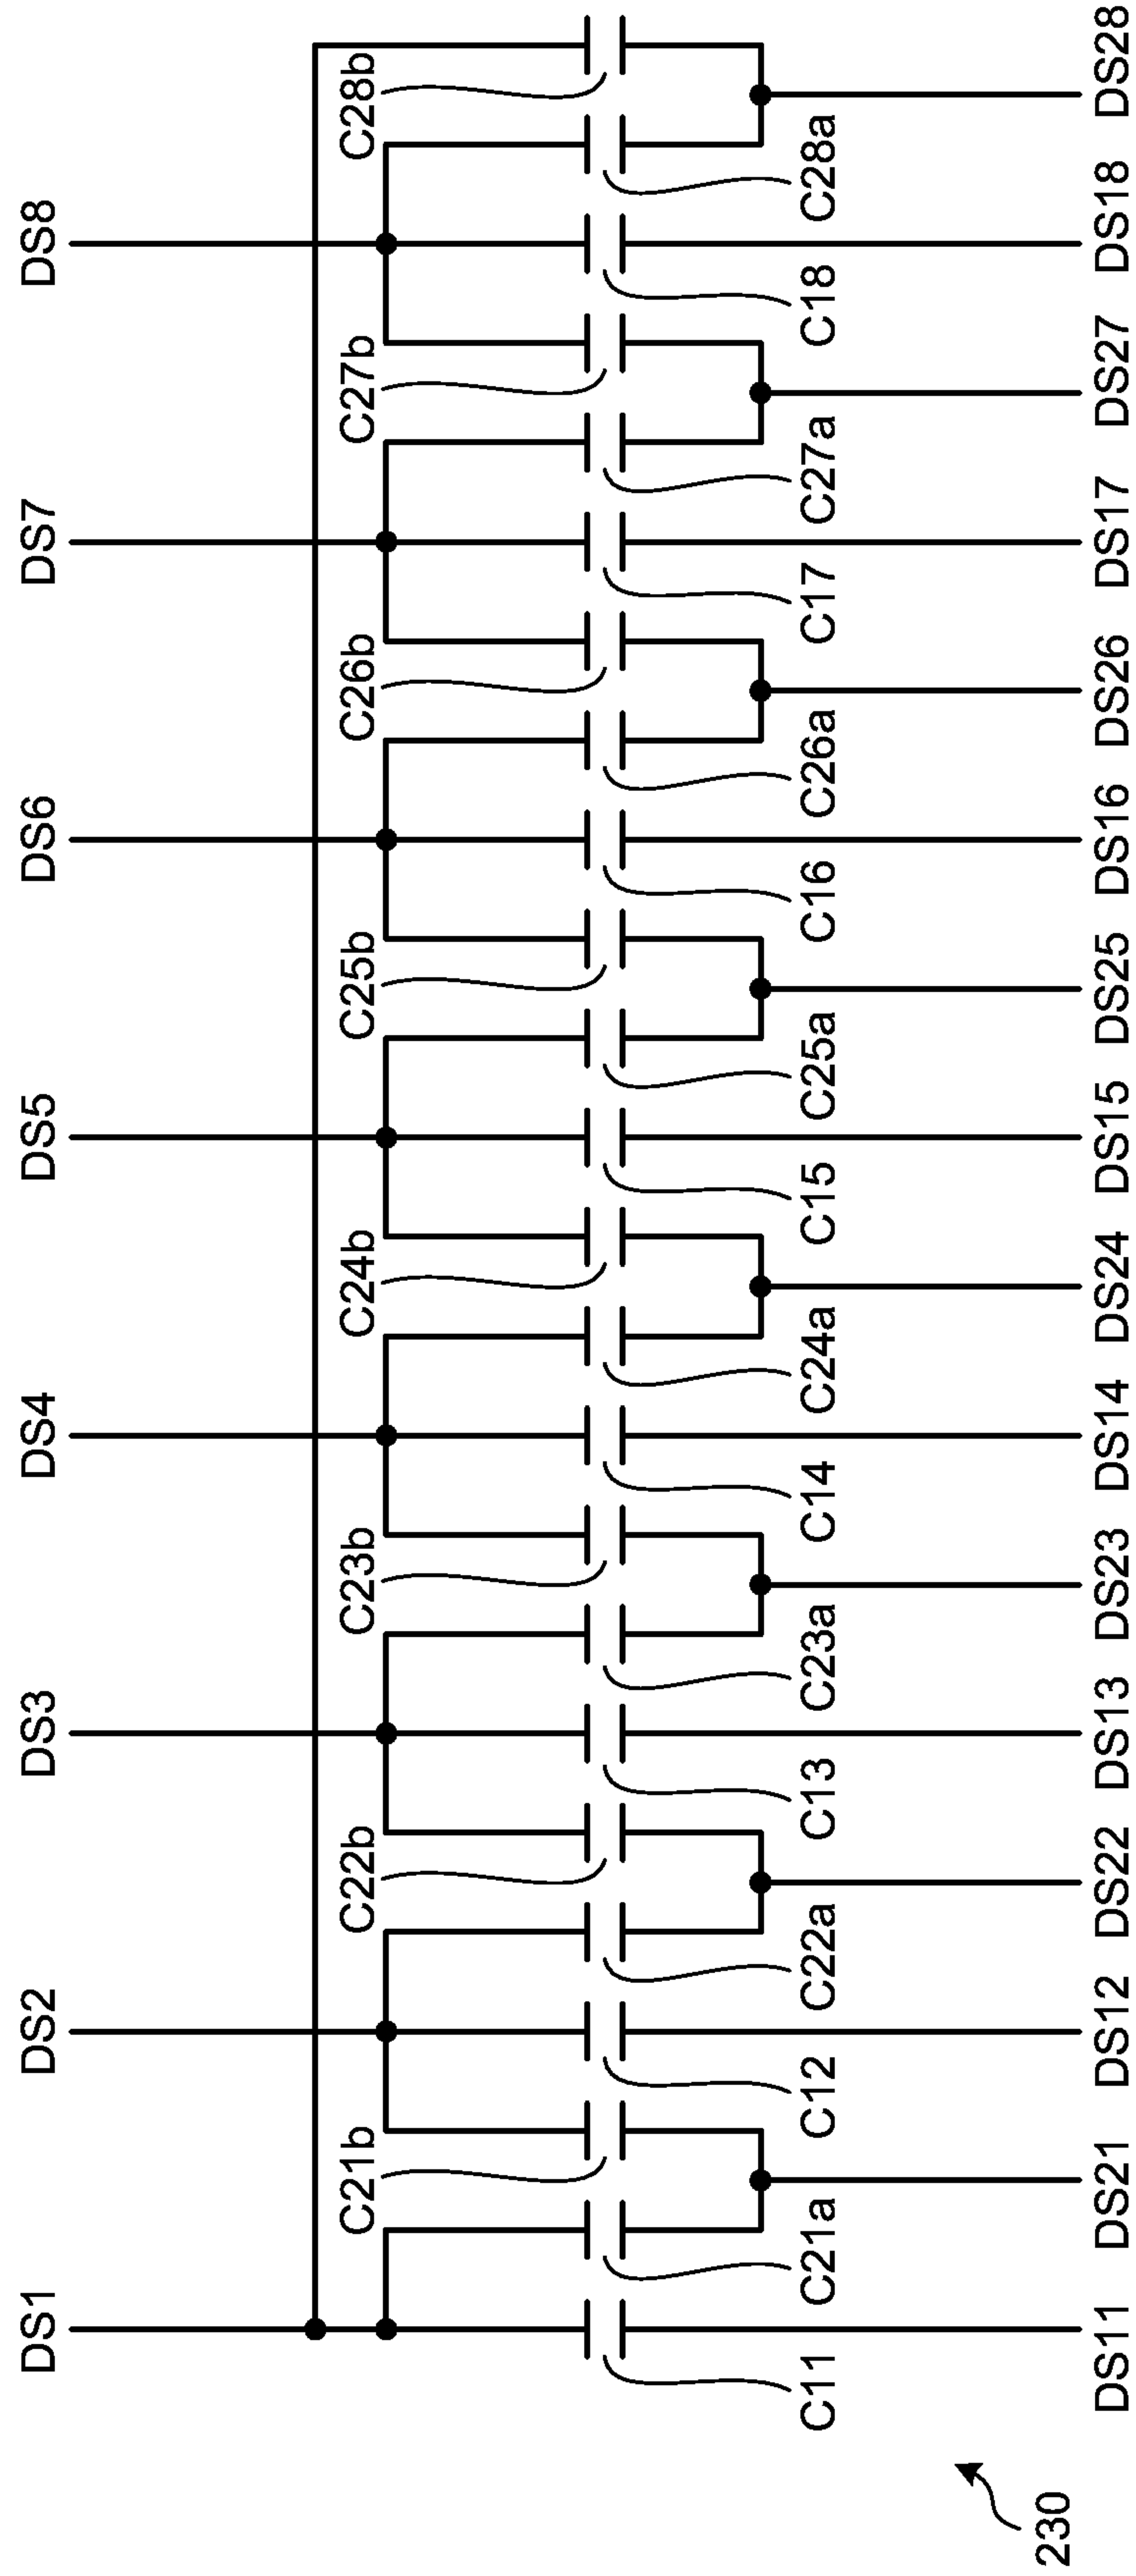 DS1 DS2 DS3 DS4 DS5 DS6 DS7 DS8
C21b C22b C23b C24b C25b C26b C27b C28b
C11 C21a C12 C22a C13 C23a C14 C24a C15 C25a C16 C26a C17 C27a C18 C28a
DS11 DS21 DS12 DS22 DS13 DS23 DS14 DS24 DS15 DS25 DS16 DS26 DS17 DS27 DS18 DS28
230